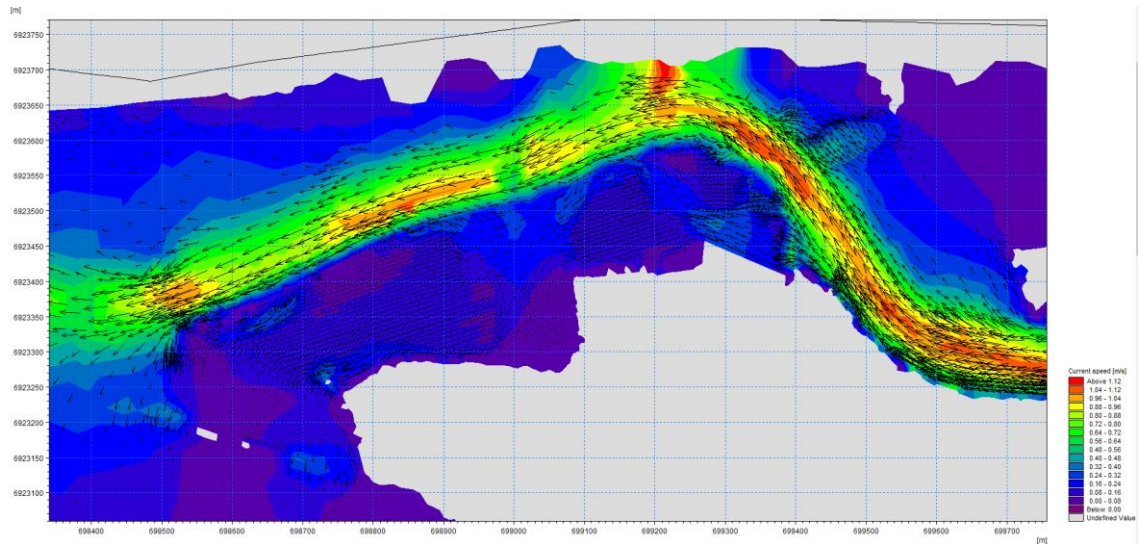 [m]
6923750
6923700
6923650
6923600
6923550
6923500
6923450
6923400
6923350
6923300
6923250
6923200
6923150
6923100
698400 698500 698600 698700 698800 698900 699000 699100 699200 699300 699400 699500 699600 699700
[m]
Current speed [m/s]
Above 1.12
1.04 - 1.12
0.96 - 1.04
0.88 - 0.96
0.80 - 0.88
0.72 - 0.80
0.64 - 0.72
0.56 - 0.64
0.48 - 0.56
0.40 - 0.48
0.32 - 0.40
0.24 - 0.32
0.16 - 0.24
0.08 - 0.16
0.00 - 0.08
Below 0.00
Undefined Value